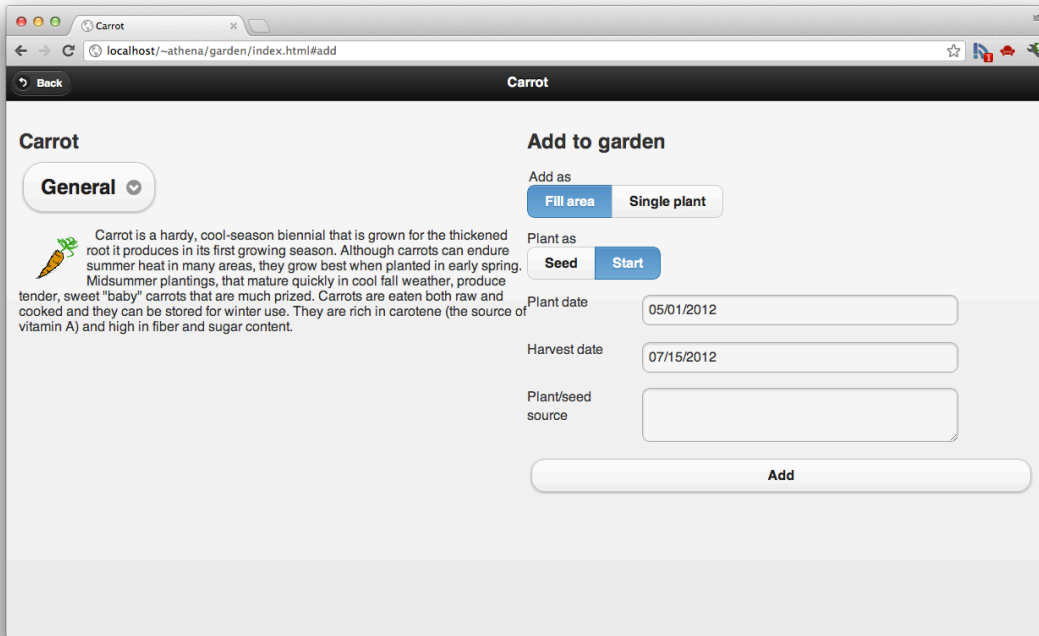 Carrot
localhost/~athena/garden/index.html#add
1
Back
Carrot
Carrot
General
Carrot is a hardy, cool-season biennial that is grown for the thickened
root it produces in its first growing season. Although carrots can endure
summer heat in many areas, they grow best when planted in early spring.
Midsummer plantings, that mature quickly in cool fall weather, produce
tender, sweet "baby" carrots that are much prized. Carrots are eaten both raw and
cooked and they can be stored for winter use. They are rich in carotene (the source of
vitamin A) and high in fiber and sugar content.
Add to garden
Add as
Fill area Single plant
Plant as
Seed Start
Plant date 05/01/2012
Harvest date 07/15/2012
Plant/seed
source
Add